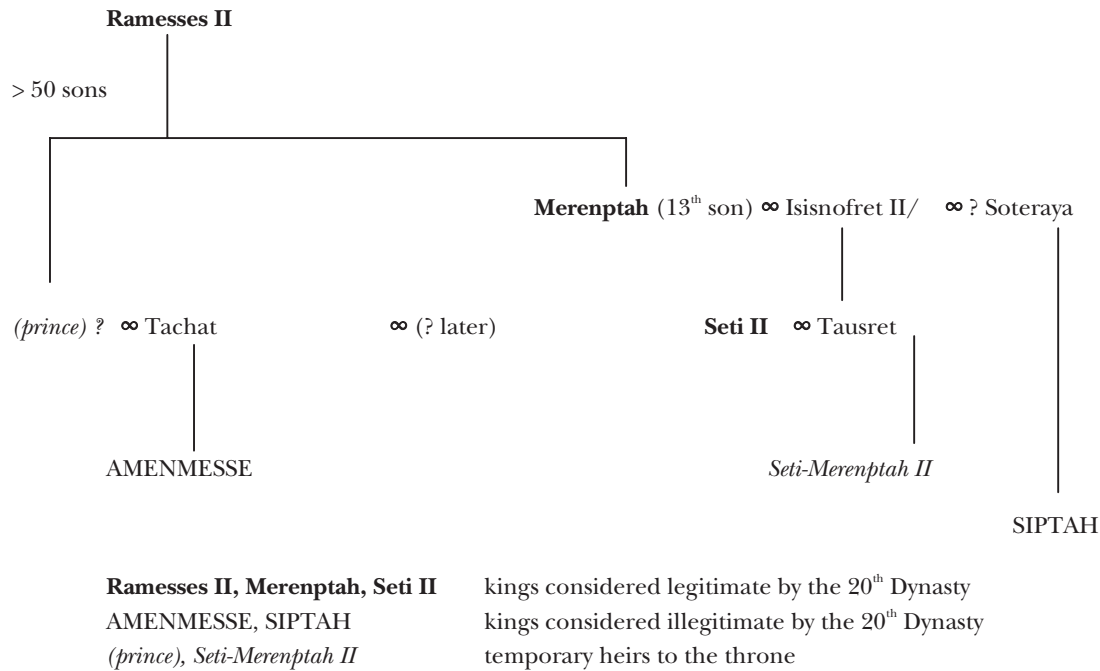 Ramesses II
> 50 sons
Merenptah (13th son) ∞ Isisnofret II/ ∞ ? Soteraya
(prince) ? ∞ Tachat ∞ (? later) Seti II ∞ Tausret
AMENMESSE Seti-Merenptah II
SIPTAH
Ramesses II, Merenptah, Seti II kings considered legitimate by the 20th Dynasty
AMENMESSE, SIPTAH kings considered illegitimate by the 20th Dynasty
(prince), Seti-Merenptah II temporary heirs to the throne